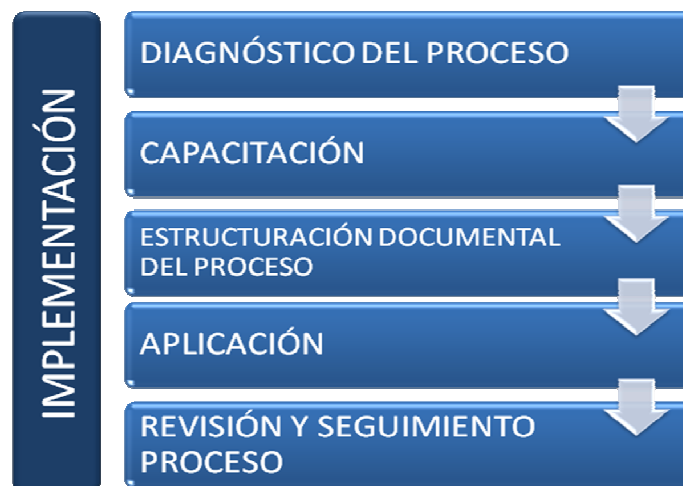 IMPLEMENTACIÓN
DIAGNÓSTICO DEL PROCESO
CAPACITACIÓN
ESTRUCTURACIÓN DOCUMENTAL
DEL PROCESO
APLICACIÓN
REVISIÓN Y SEGUIMIENTO
PROCESO